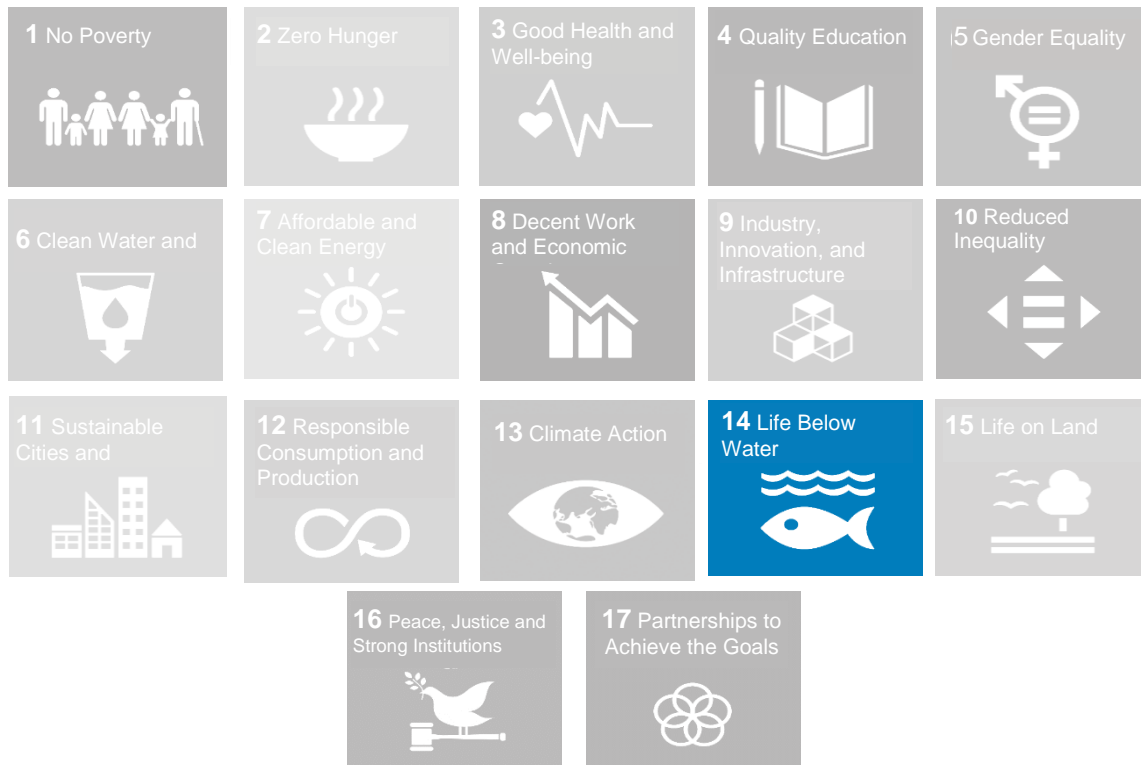 1 No Poverty
2 Zero Hunger
3 Good Health and
Well-being
4 Quality Education
5 Gender Equality
6 Clean Water and
7 Affordable and
Clean Energy
8 Decent Work
and Economic
9 Industry,
Innovation, and
Infrastructure
10 Reduced
Inequality
11 Sustainable
Cities and
12 Responsible
Consumption and
Production
13 Climate Action
14 Life Below
Water
15 Life on Land
16 Peace, Justice and
Strong Institutions
17 Partnerships to
Achieve the Goals